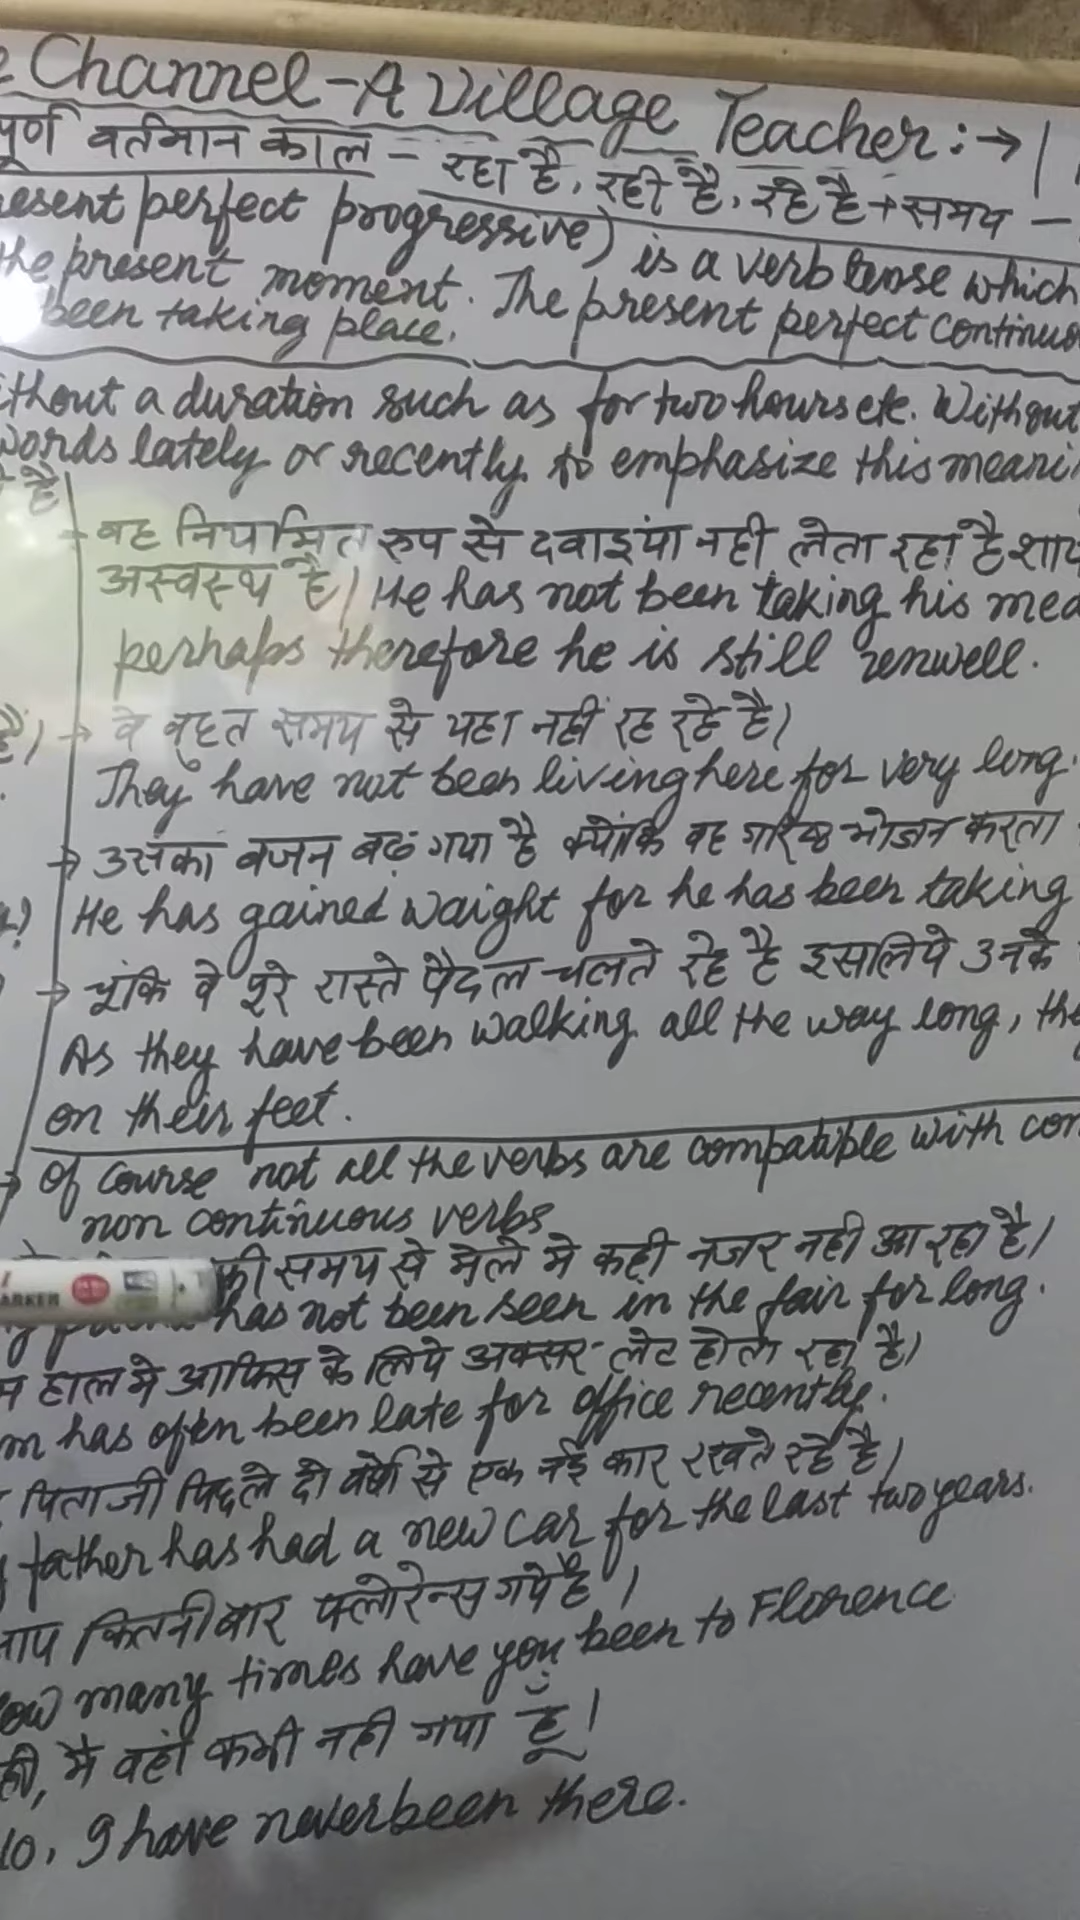 Channel-A Village Teacher:→
पूर्ण वर्तमान काल - रहा है, रही है, रहे है + समय -
esent perfect progressive) is a verb tense which
the present moment. The present perfect continuo
been taking place.
ithout a duration such as for two hours etc. Without
words lately or recently to emphasize this meani
है
वह नियमित रुप से दवाइंया नही लेता रहा है शाय
अस्वस्थ है। He has not been taking his med
perhaps therefore he is still unwell.
है। → वे बहुत समय से यहा नहीं रह रहे है।
They have not been living here for very long.
→ उसका वजन बढ़ गया है क्योंकि वह गरिष्ठ भोजन करता
He has gained waight for he has been taking
→ चूंकि वे पूरे रास्ते पैदल चलते रहे है इसलिये उनके
As they have been walking all the way long, the
on their feet.
→ Of course not all the verbs are compatible with con
non continuous verbs
की समय से मेले मे कही नजर नही आ रहा है।
has not been seen in the fair for long.
हाल मे आफिस के लिये अक्सर लेट होता रहा है।
m has often been late for office recently.
पिताजी पिछले दो वर्षो से एक नई कार रखते रहे है।
father has had a new car for the last two years.
आप कितनी बार फ्लोरेन्स गये है।
ow many times have you been to Florence
ही, मै वहां कभी नही गया हूँ।
No, I have never been there.